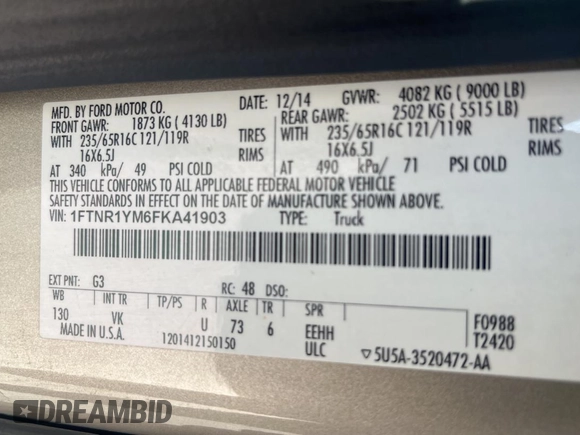 MFD. BY FORD MOTOR CO.
DATE: 12/14 GVWR: 4082 KG ( 9000 LB)
FRONT GAWR: 1873 KG ( 4130 LB)
REAR GAWR: 2502 KG ( 5515 LB)
WITH 235/65R16C 121/119R TIRES
WITH 235/65R16C 121/119R TIRES
16X6.5J RIMS
16X6.5J RIMS
AT 340 kPa/ 49 PSI COLD
AT 490 kPa/ 71 PSI COLD
THIS VEHICLE CONFORMS TO ALL APPLICABLE FEDERAL MOTOR VEHICLE
SAFETY STANDARDS IN EFFECT ON THE DATE OF MANUFACTURE SHOWN ABOVE.
VIN: 1FTNR1YM6FKA41903 TYPE: Truck
EXT PNT: G3 RC: 48 DSO:
WB INT TR TP/PS R AXLE TR SPR
130 VK U 73 6 EEHH F0988
MADE IN U.S.A. 1201412150150 ULC T2420
▽5U5A-3520472-AA
DREAMBID